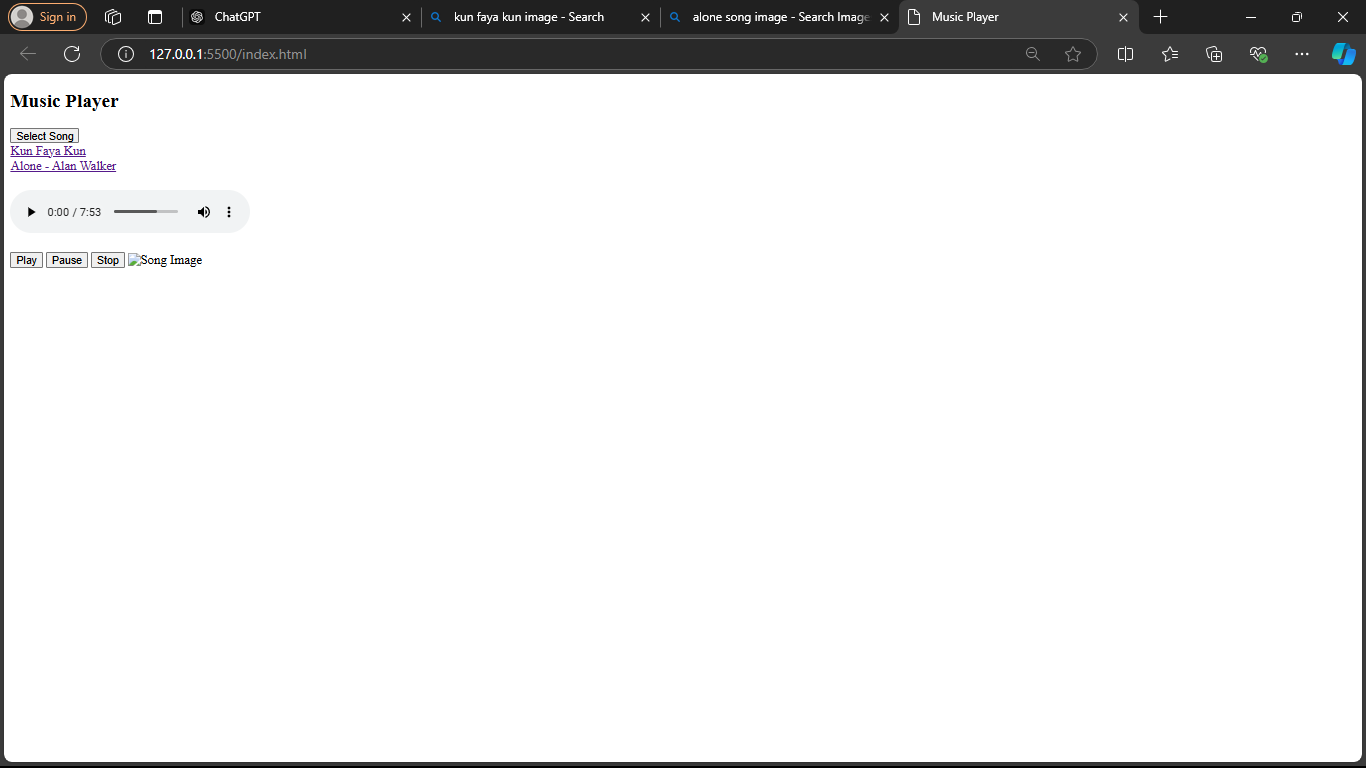 Sign in
ChatGPT
kun faya kun image - Search
alone song image - Search Image
Music Player
127.0.0.1:5500/index.html
Music Player
Select Song
Kun Faya Kun
Alone - Alan Walker
0:00 / 7:53
Play Pause Stop Song Image